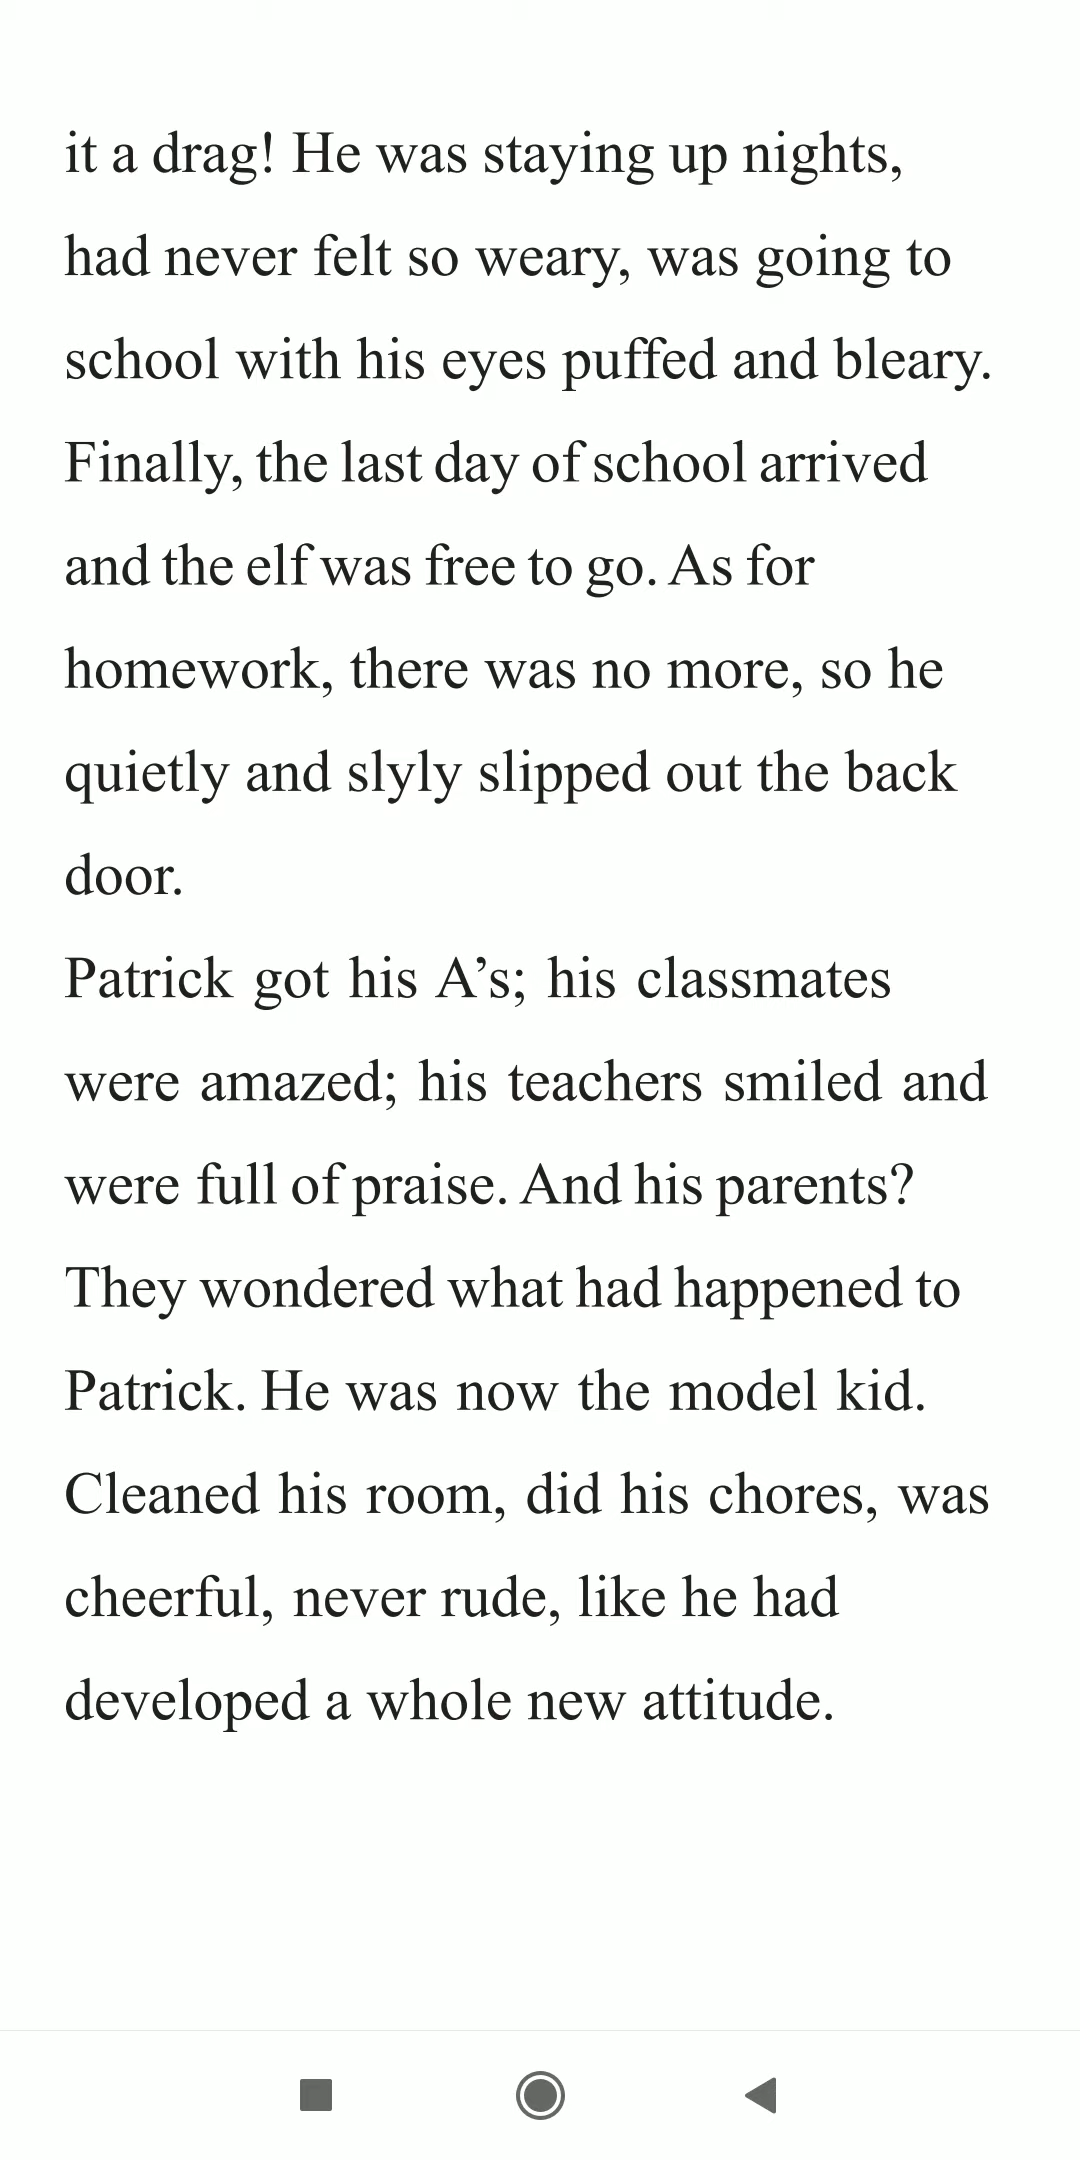 it a drag! He was staying up nights,
had never felt so weary, was going to
school with his eyes puffed and bleary.
Finally, the last day of school arrived
and the elf was free to go. As for
homework, there was no more, so he
quietly and slyly slipped out the back
door.
Patrick got his A’s; his classmates
were amazed; his teachers smiled and
were full of praise. And his parents?
They wondered what had happened to
Patrick. He was now the model kid.
Cleaned his room, did his chores, was
cheerful, never rude, like he had
developed a whole new attitude.